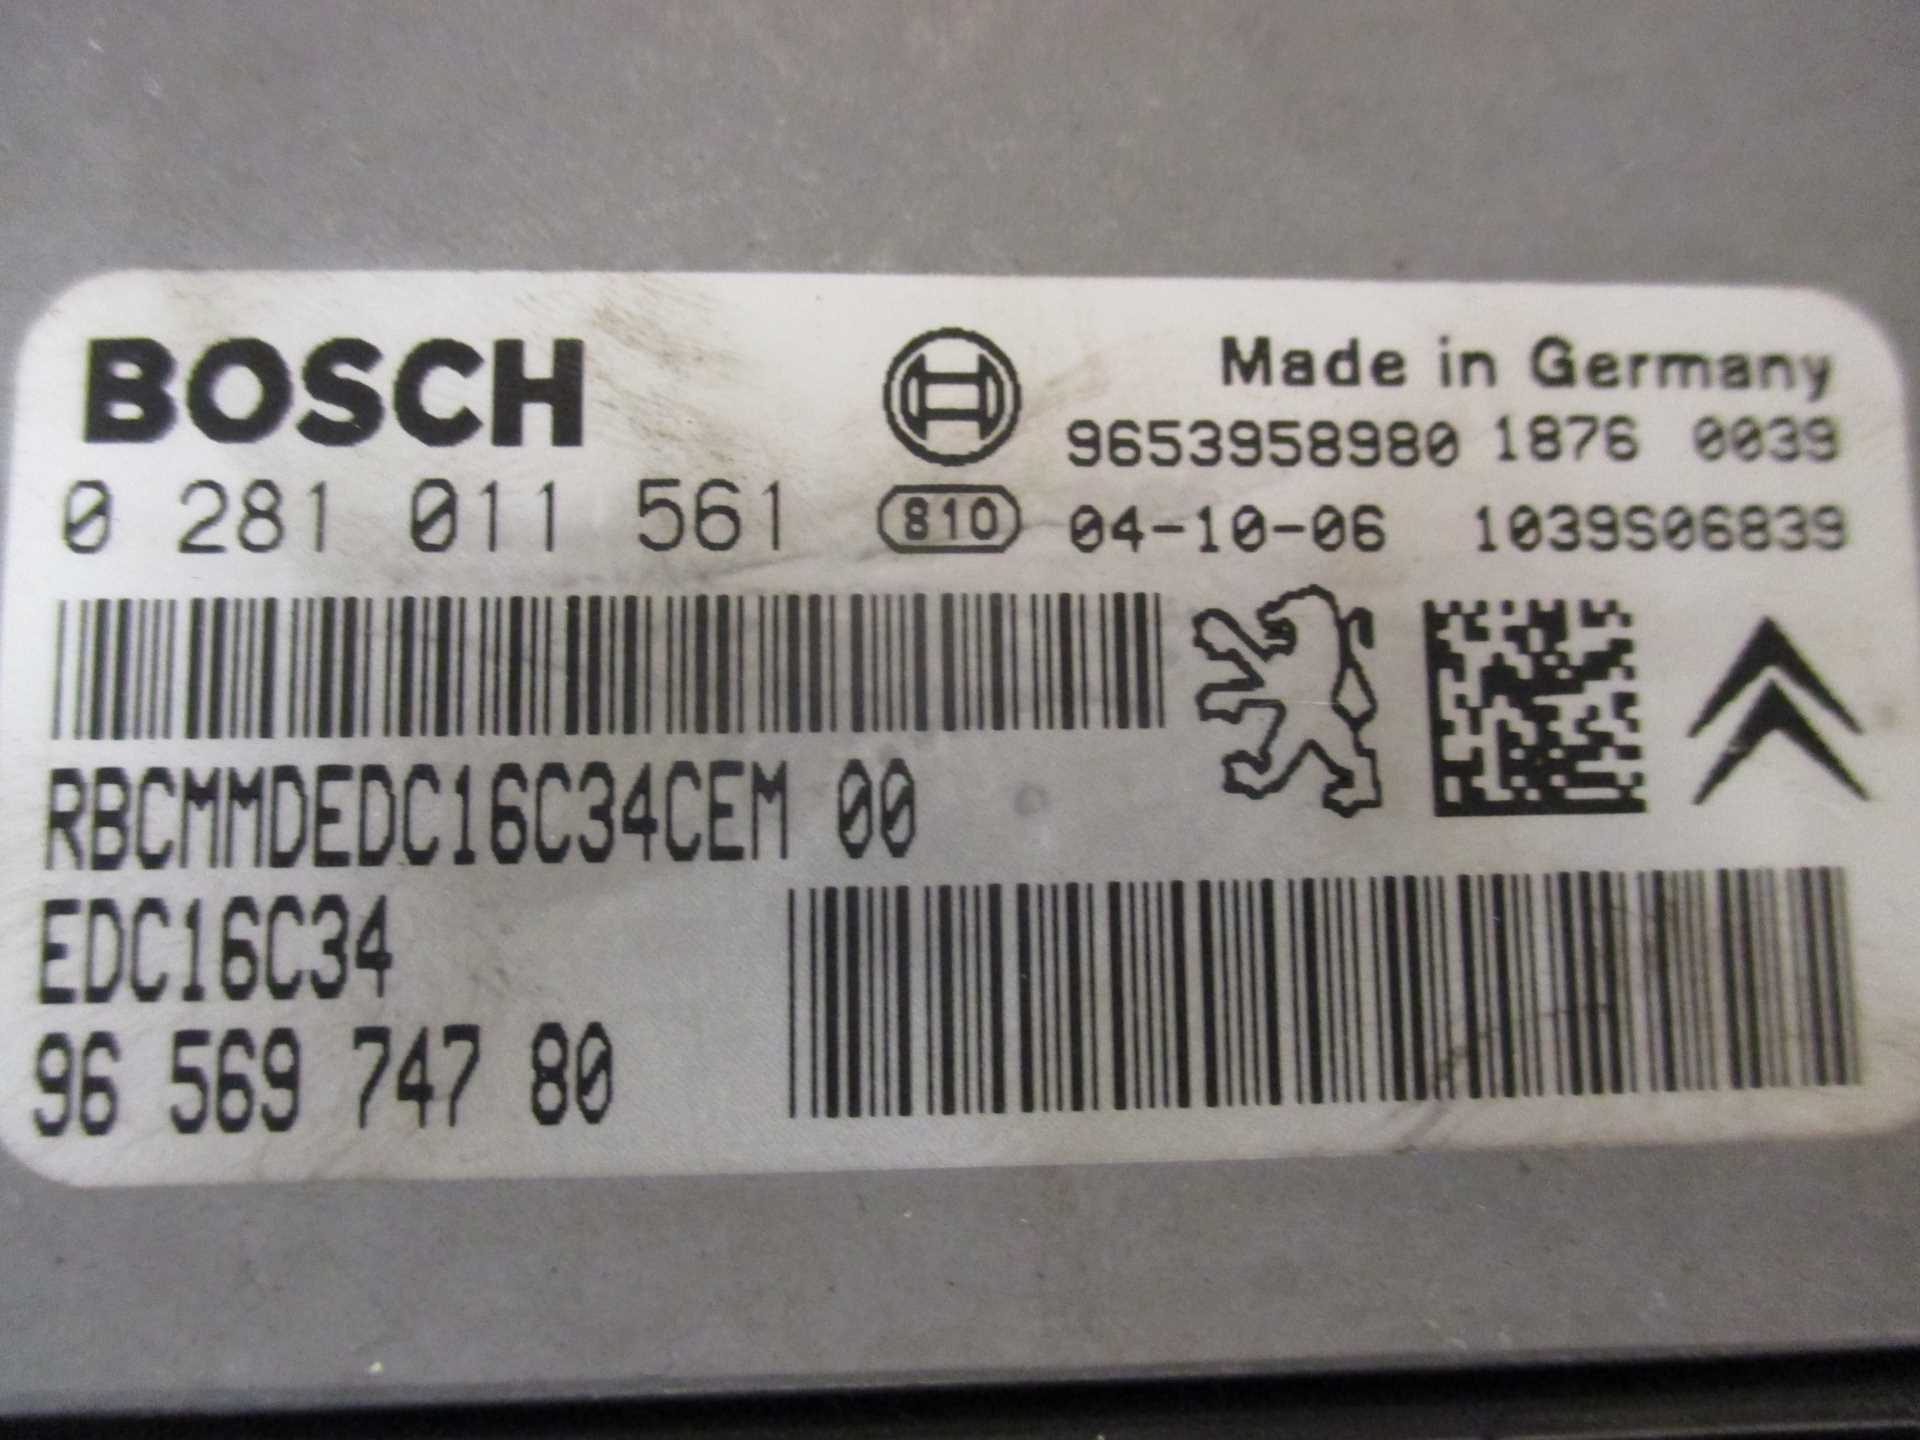 BOSCH
Made in Germany
9653958980 1876 0039
0 281 011 561
810
04-10-06 1039S06839
RBCMMDEDC16C34CEM 00
EDC16C34
96 569 747 80